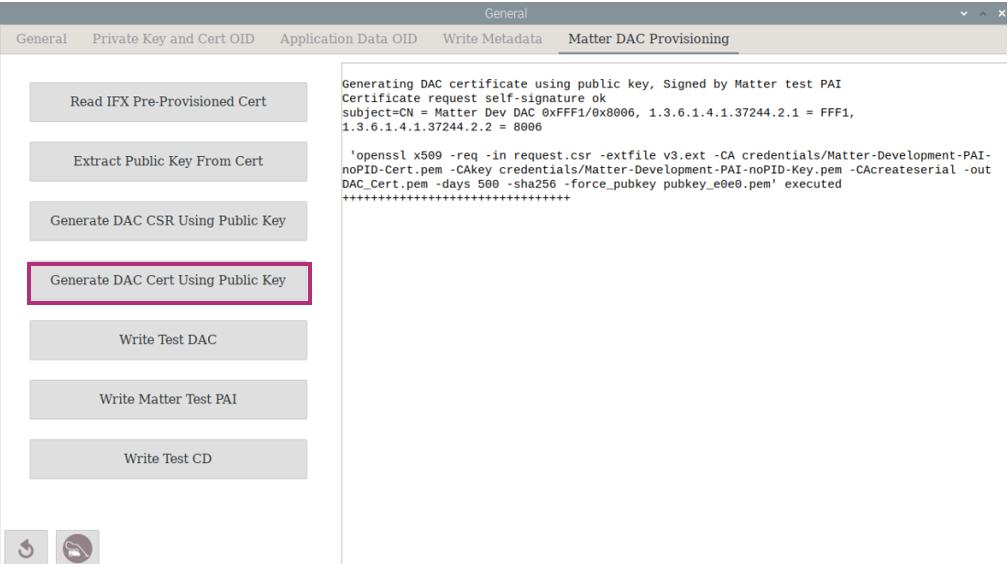 General
General Private Key and Cert OID Application Data OID Write Metadata Matter DAC Provisioning
Read IFX Pre-Provisioned Cert
Extract Public Key From Cert
Generate DAC CSR Using Public Key
Generate DAC Cert Using Public Key
Write Test DAC
Write Matter Test PAI
Write Test CD
Generating DAC certificate using public key, Signed by Matter test PAI
Certificate request self-signature ok
subject=CN = Matter Dev DAC 0xFFF1/0x8006, 1.3.6.1.4.1.37244.2.1 = FFF1,
1.3.6.1.4.1.37244.2.2 = 8006
'openssl x509 -req -in request.csr -extfile v3.ext -CA credentials/Matter-Development-PAI-
noPID-Cert.pem -CAkey credentials/Matter-Development-PAI-noPID-Key.pem -CAcreateserial -out
DAC_Cert.pem -days 500 -sha256 -force_pubkey pubkey_e0e0.pem' executed
++++++++++++++++++++++++++++++++